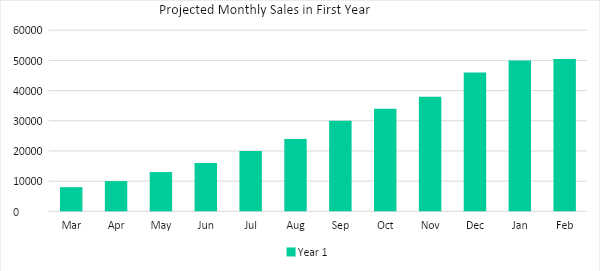 Projected Monthly Sales in First Year
60000
50000
40000
30000
20000
10000
0
Mar Apr May Jun Jul Aug Sep Oct Nov Dec Jan Feb
Year 1